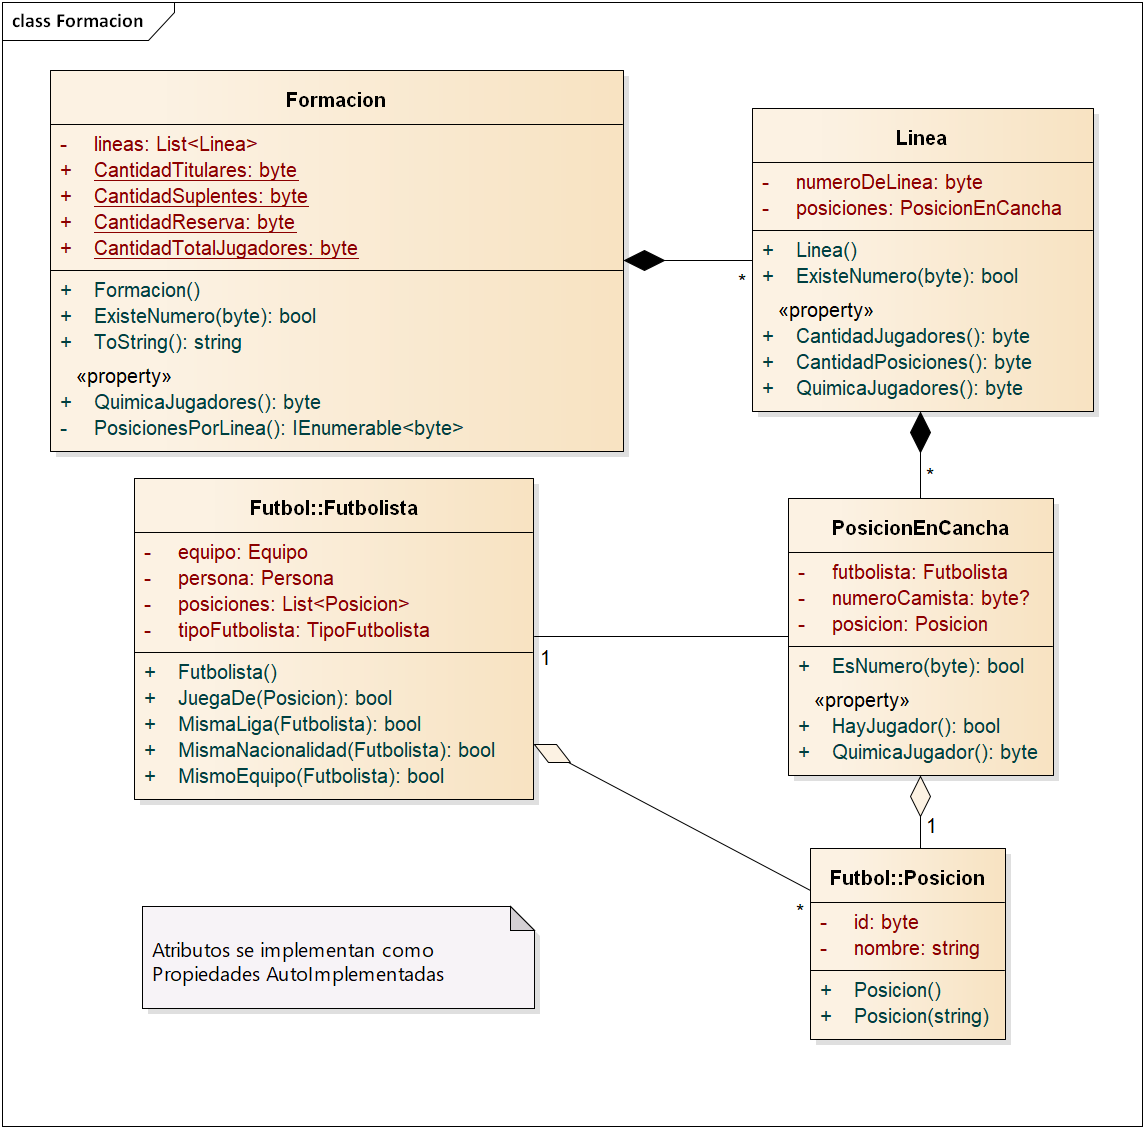 class Formacion
Formacion
- lineas: List<Linea>
+ CantidadTitulares: byte
+ CantidadSuplentes: byte
+ CantidadReserva: byte
+ CantidadTotalJugadores: byte
+ Formacion()
+ ExisteNumero(byte): bool
+ ToString(): string
«property»
+ QuimicaJugadores(): byte
- PosicionesPorLinea(): IEnumerable<byte>
Linea
- numeroDeLinea: byte
- posiciones: PosicionEnCancha
+ Linea()
+ ExisteNumero(byte): bool
«property»
+ CantidadJugadores(): byte
+ CantidadPosiciones(): byte
+ QuimicaJugadores(): byte
*
*
Futbol::Futbolista
- equipo: Equipo
- persona: Persona
- posiciones: List<Posicion>
- tipoFutbolista: TipoFutbolista
+ Futbolista()
+ JuegaDe(Posicion): bool
+ MismaLiga(Futbolista): bool
+ MismaNacionalidad(Futbolista): bool
+ MismoEquipo(Futbolista): bool
1
PosicionEnCancha
- futbolista: Futbolista
- numeroCamista: byte?
- posicion: Posicion
+ EsNumero(byte): bool
«property»
+ HayJugador(): bool
+ QuimicaJugador(): byte
1
*
Futbol::Posicion
- id: byte
- nombre: string
+ Posicion()
+ Posicion(string)
Atributos se implementan como
Propiedades AutoImplementadas